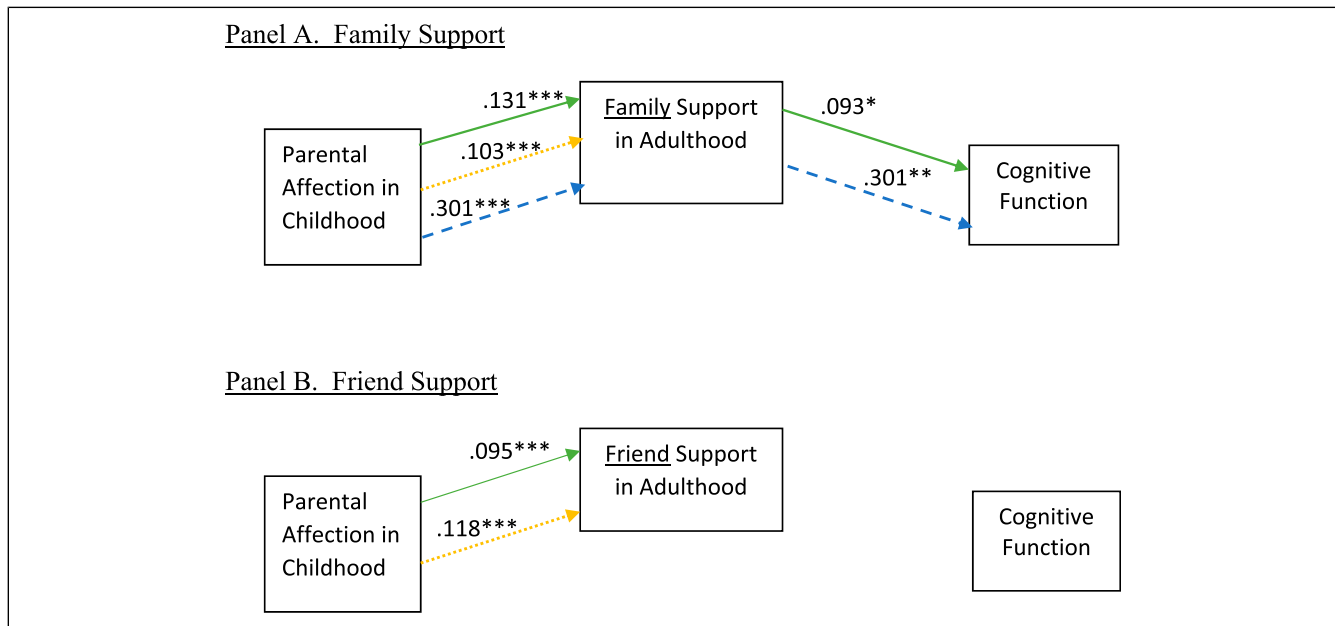 Panel A. Family Support
.131***
.103***
.301***
Parental
Affection in
Childhood
Family Support
in Adulthood
.093*
.301**
Cognitive
Function
Panel B. Friend Support
.095***
.118***
Parental
Affection in
Childhood
Friend Support
in Adulthood
Cognitive
Function